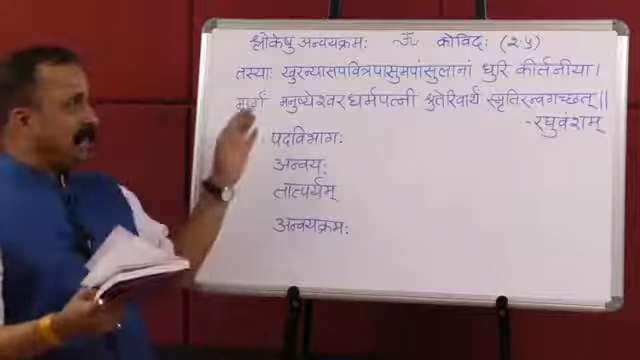 श्लोकेषु अन्वयक्रमः ॐ कोविदः (२.५)
तस्याः खुरन्यासपवित्रपांसुमपांसुलानां धुरि कीर्तनीया।
मार्गं मनुष्येश्वरधर्मपत्नी श्रुतेरिवार्थं स्मृतिरन्वगच्छत्॥
-रघुवंशम्
पदविभागः
अन्वयः
तात्पर्यम्
अन्वयक्रमः